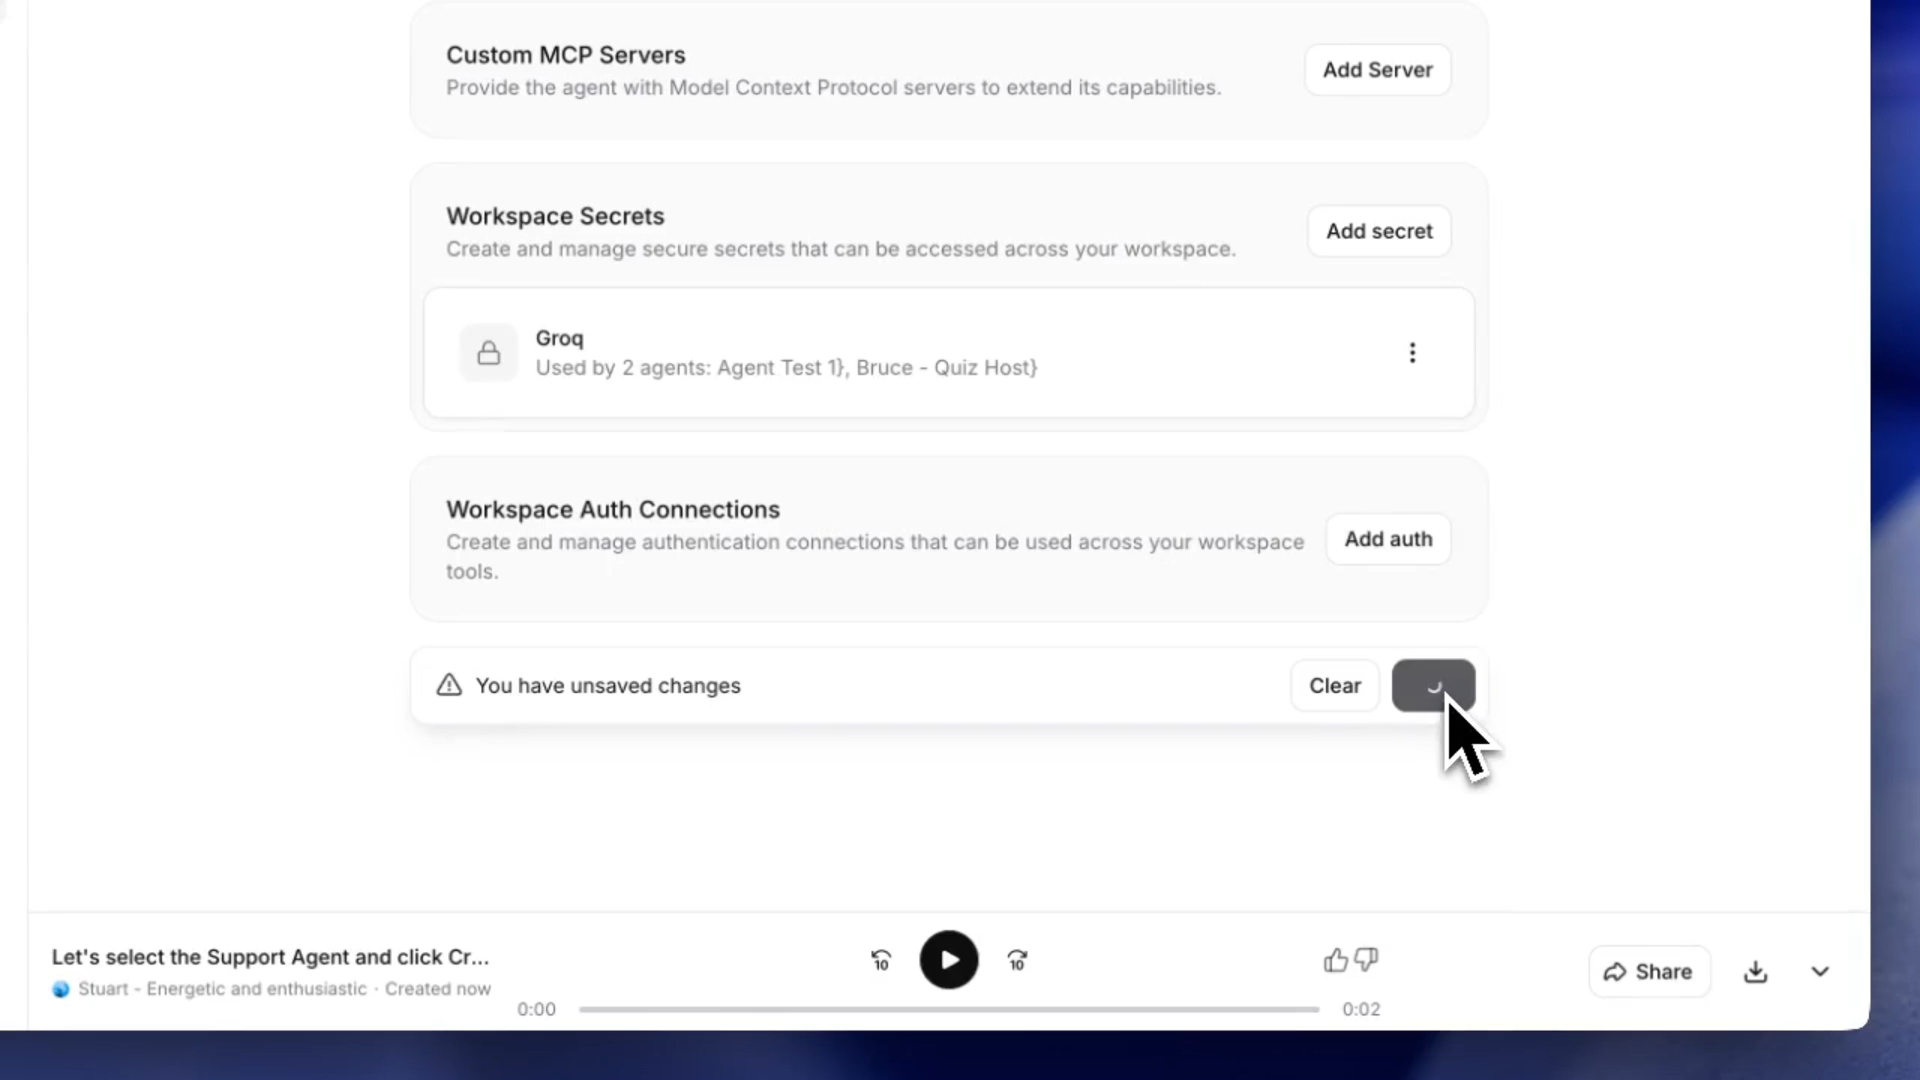 Custom MCP Servers
Provide the agent with Model Context Protocol servers to extend its capabilities.
Add Server
Workspace Secrets
Create and manage secure secrets that can be accessed across your workspace.
Add secret
Groq
Used by 2 agents: Agent Test 1}, Bruce - Quiz Host}
Workspace Auth Connections
Create and manage authentication connections that can be used across your workspace
tools.
Add auth
You have unsaved changes
Clear
Let's select the Support Agent and click Cr...
Stuart - Energetic and enthusiastic · Created now
10
10
0:00
0:02
Share